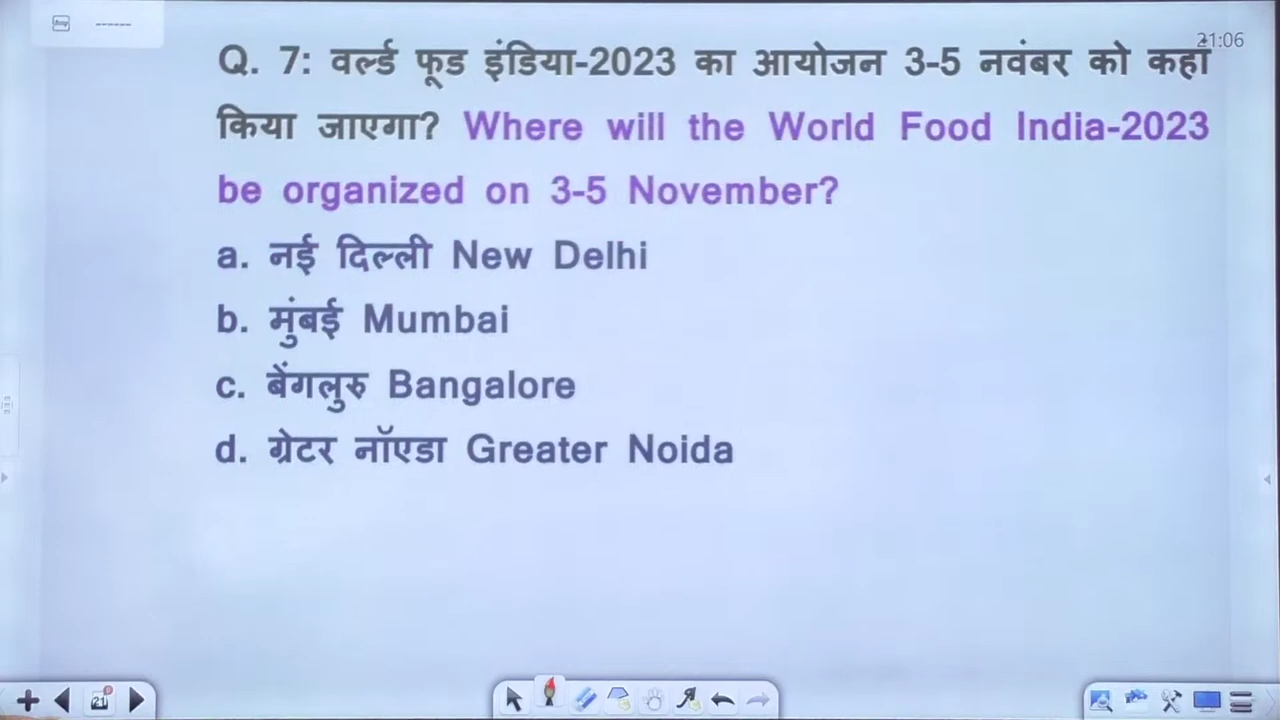 21:06
Q. 7: वर्ल्ड फूड इंडिया-2023 का आयोजन 3-5 नवंबर को कहां
किया जाएगा? Where will the World Food India-2023
be organized on 3-5 November?
a. नई दिल्ली New Delhi
b. मुंबई Mumbai
c. बेंगलुरु Bangalore
d. ग्रेटर नॉएडा Greater Noida
21